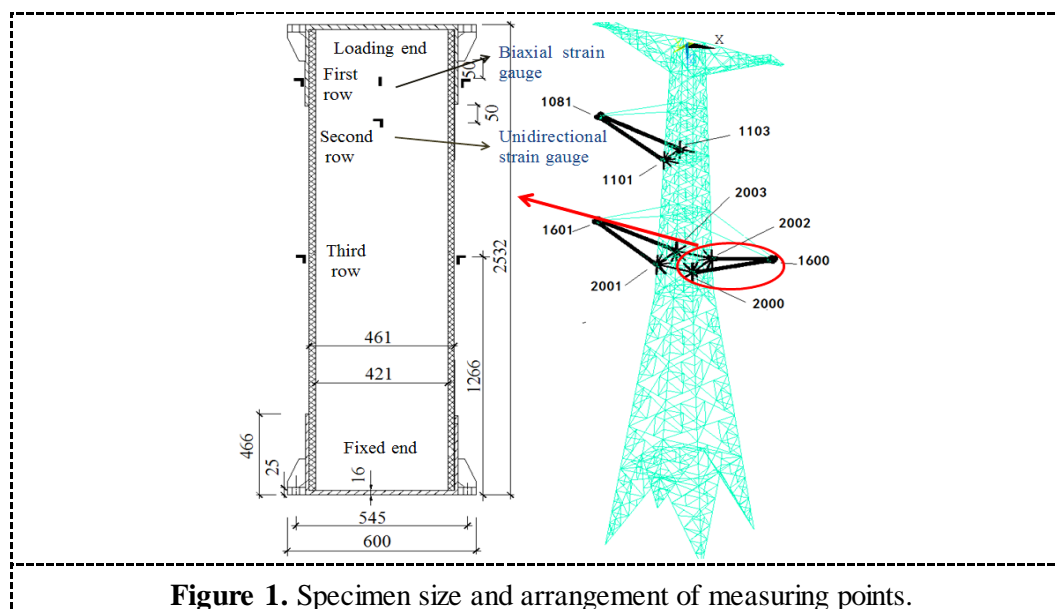 Loading end
First
row
Second
row
Third
row
Fixed end
Biaxial strain
gauge
Unidirectional
strain gauge
50
50
2532
1266
461
421
466
25
16
545
600
X
1081
1103
1101
2003
2002
1601
1600
2001
2000
Figure 1. Specimen size and arrangement of measuring points.